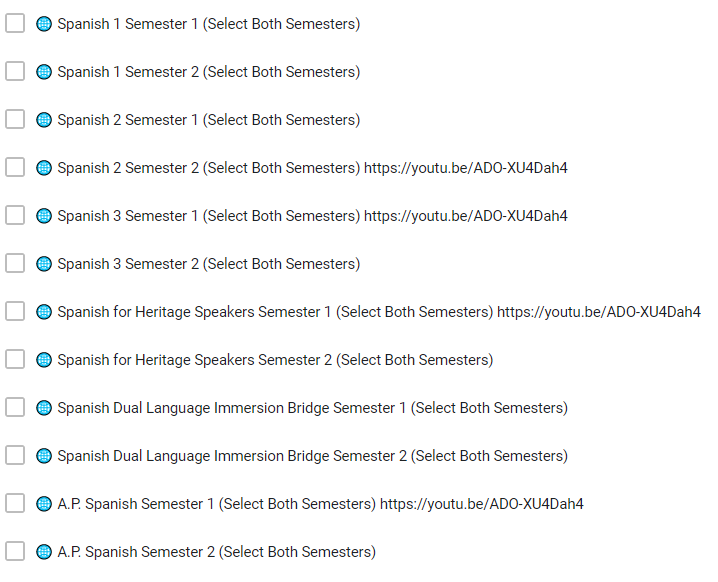 Spanish 1 Semester 1 (Select Both Semesters)
Spanish 1 Semester 2 (Select Both Semesters)
Spanish 2 Semester 1 (Select Both Semesters)
Spanish 2 Semester 2 (Select Both Semesters) https://youtu.be/ADO-XU4Dah4
Spanish 3 Semester 1 (Select Both Semesters) https://youtu.be/ADO-XU4Dah4
Spanish 3 Semester 2 (Select Both Semesters)
Spanish for Heritage Speakers Semester 1 (Select Both Semesters) https://youtu.be/ADO-XU4Dah4
Spanish for Heritage Speakers Semester 2 (Select Both Semesters)
Spanish Dual Language Immersion Bridge Semester 1 (Select Both Semesters)
Spanish Dual Language Immersion Bridge Semester 2 (Select Both Semesters)
A.P. Spanish Semester 1 (Select Both Semesters) https://youtu.be/ADO-XU4Dah4
A.P. Spanish Semester 2 (Select Both Semesters)